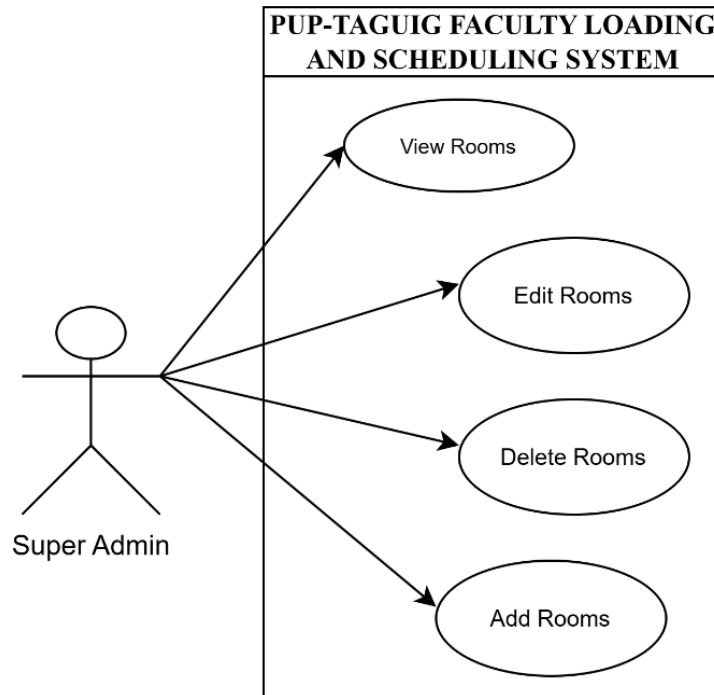 PUP-TAGUIG FACULTY LOADING
AND SCHEDULING SYSTEM
View Rooms
Edit Rooms
Delete Rooms
Super Admin
Add Rooms